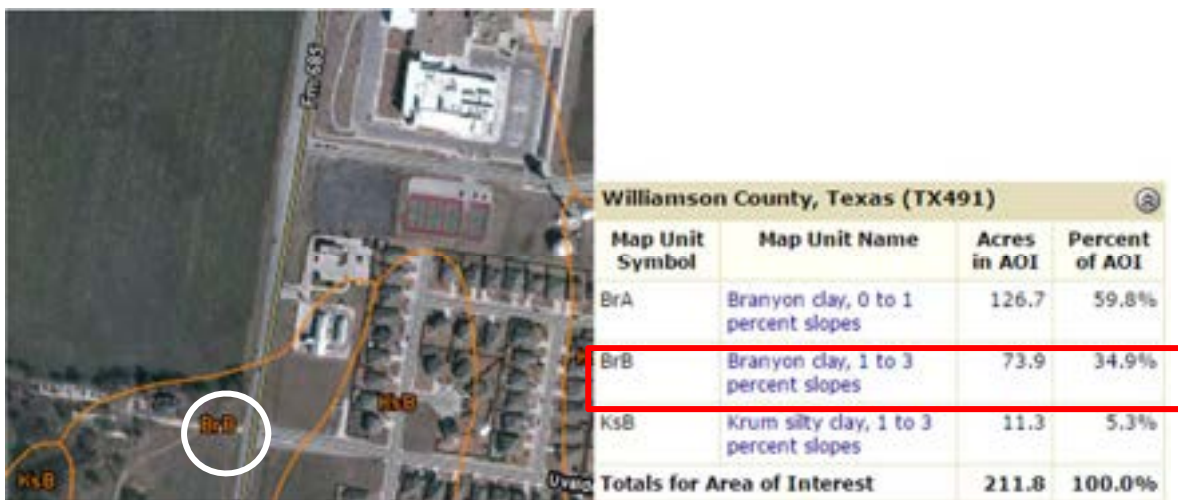 Fm 685
BrB
KsB
KsB
Williamson County, Texas (TX491)
Map Unit Symbol Map Unit Name Acres in AOI Percent of AOI
BrA Branyon clay, 0 to 1 percent slopes 126.7 59.8%
BrB Branyon clay, 1 to 3 percent slopes 73.9 34.9%
KsB Krum silty clay, 1 to 3 percent slopes 11.3 5.3%
Totals for Area of Interest 211.8 100.0%